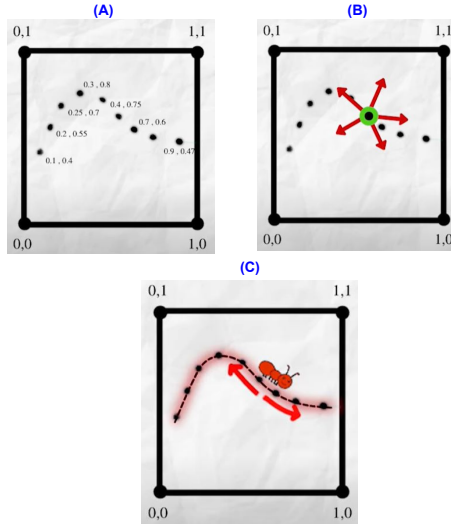 (A)
(B)
0,1 1,1
0.3 , 0.8
0.4 , 0.75
0.25 , 0.7
0.7 , 0.6
0.2 , 0.55
0.9 , 0.47
0.1 , 0.4
0,0 1,0
0,1 1,1
0,0 1,0
(C)
0,1 1,1
0,0 1,0